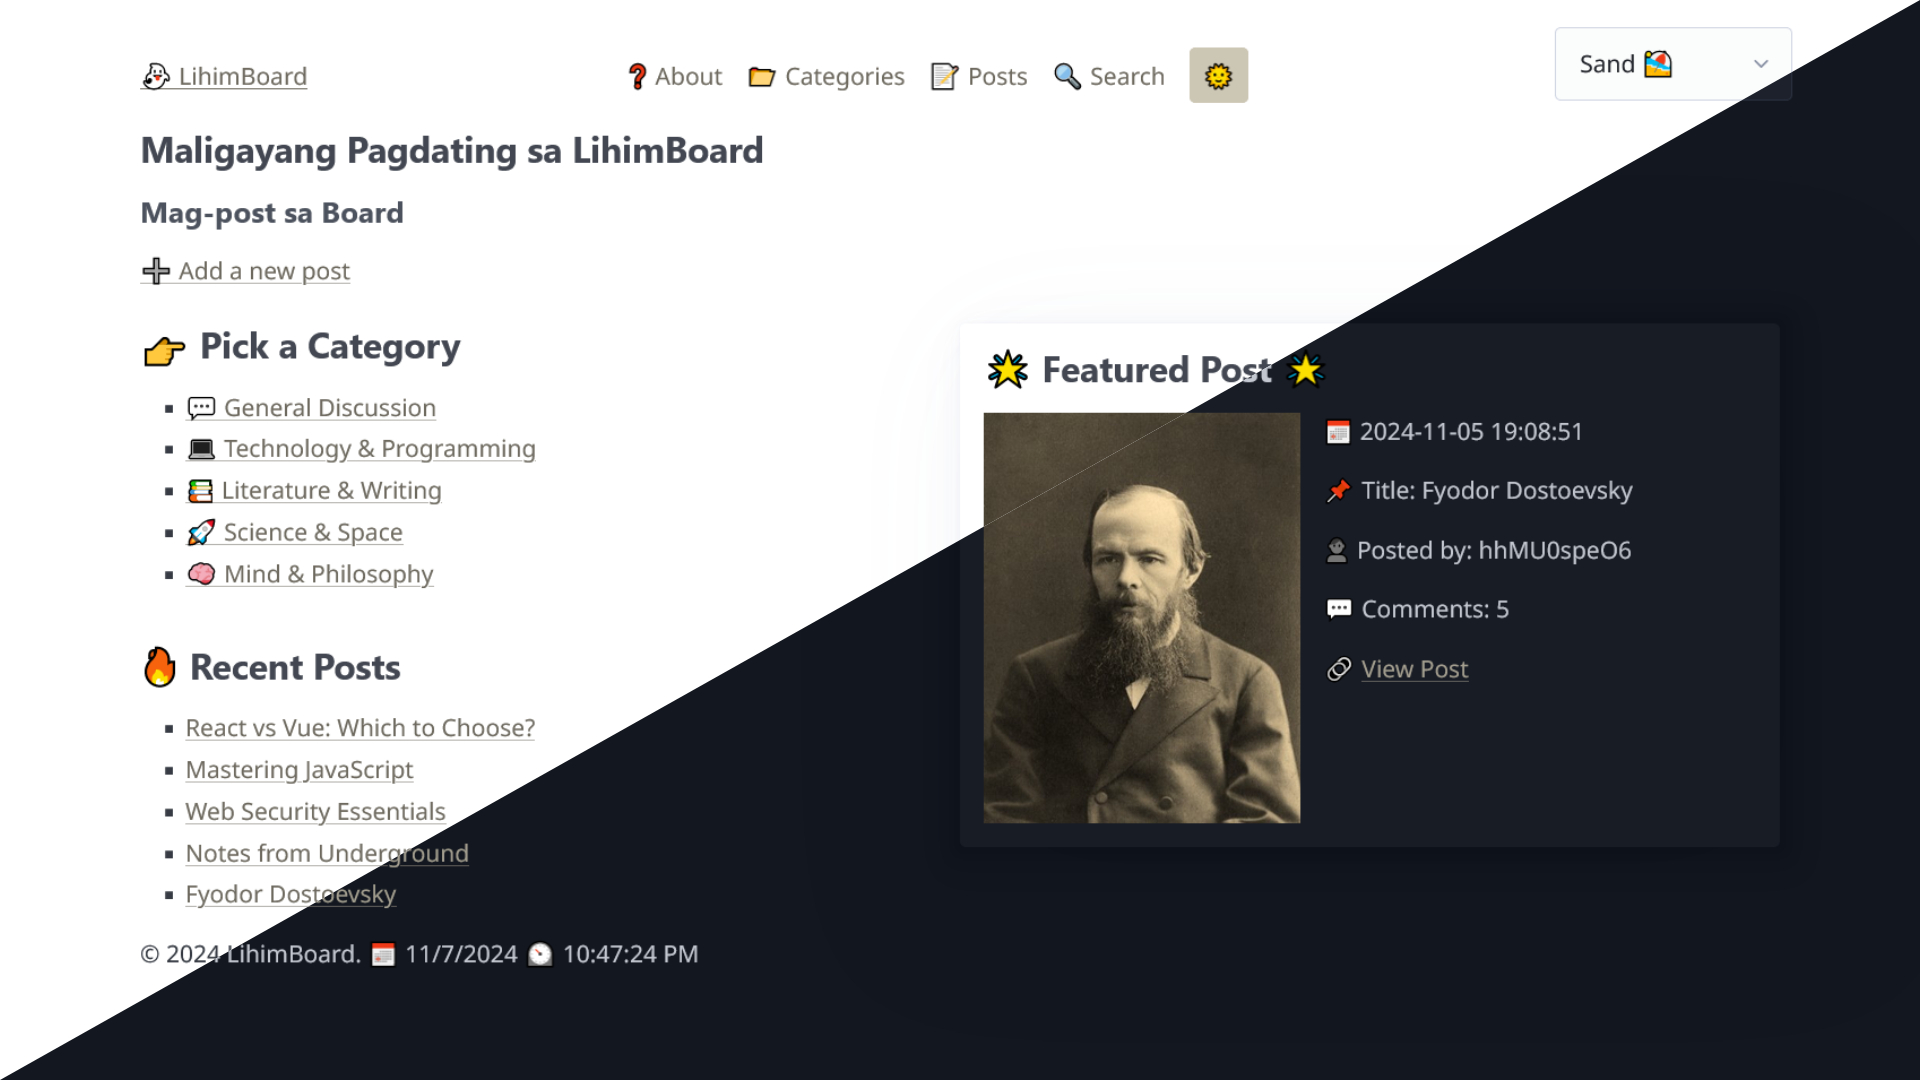 LihimBoard
About
Categories
Posts
Search
Sand
Maligayang Pagdating sa LihimBoard
Mag-post sa Board
Add a new post
Pick a Category
General Discussion
Technology & Programming
Literature & Writing
Science & Space
Mind & Philosophy
Recent Posts
React vs Vue: Which to Choose?
Mastering JavaScript
Web Security Essentials
Notes from Underground
Fyodor Dostoevsky
Featured Post
2024-11-05 19:08:51
Title: Fyodor Dostoevsky
Posted by: hhMU0speO6
Comments: 5
View Post
© 2024 LihimBoard. 11/7/2024 10:47:24 PM